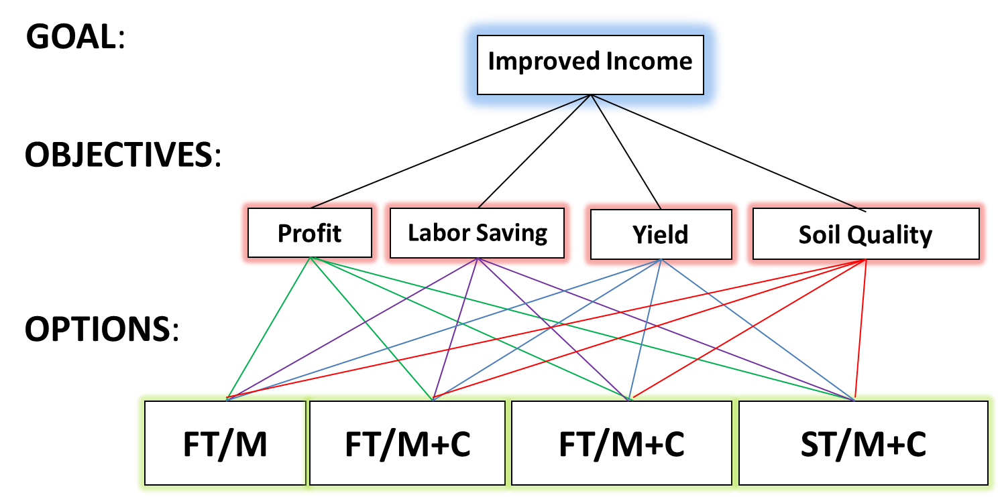 GOAL:
Improved Income
OBJECTIVES:
Profit
Labor Saving
Yield
Soil Quality
OPTIONS:
FT/M
FT/M+C
FT/M+C
ST/M+C